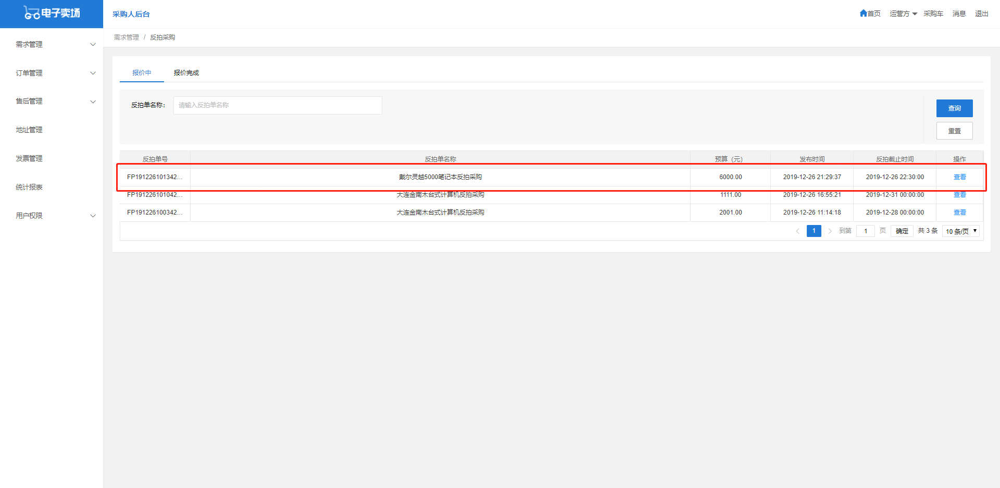 电子卖场
采购人后台
首页 运营方 采购车 消息 退出
需求管理 / 反拍采购
需求管理
订单管理
售后管理
地址管理
发票管理
统计报表
用户权限
报价中 报价完成
反拍单名称: 请输入反拍单名称
查询
重置
反拍单号 反拍单名称 预算（元） 发布时间 反拍截止时间 操作
FP191226101342... 戴尔灵越5000笔记本反拍采购 6000.00 2019-12-26 21:29:37 2019-12-26 22:30:00 查看
FP191226101042... 大连金南木台式计算机反拍采购 1111.00 2019-12-26 16:55:21 2019-12-31 00:00:00 查看
FP191226100342... 大连金南木台式计算机反拍采购 2001.00 2019-12-26 11:14:18 2019-12-28 00:00:00 查看
1 到第 1 页 确定 共 3 条 10 条/页